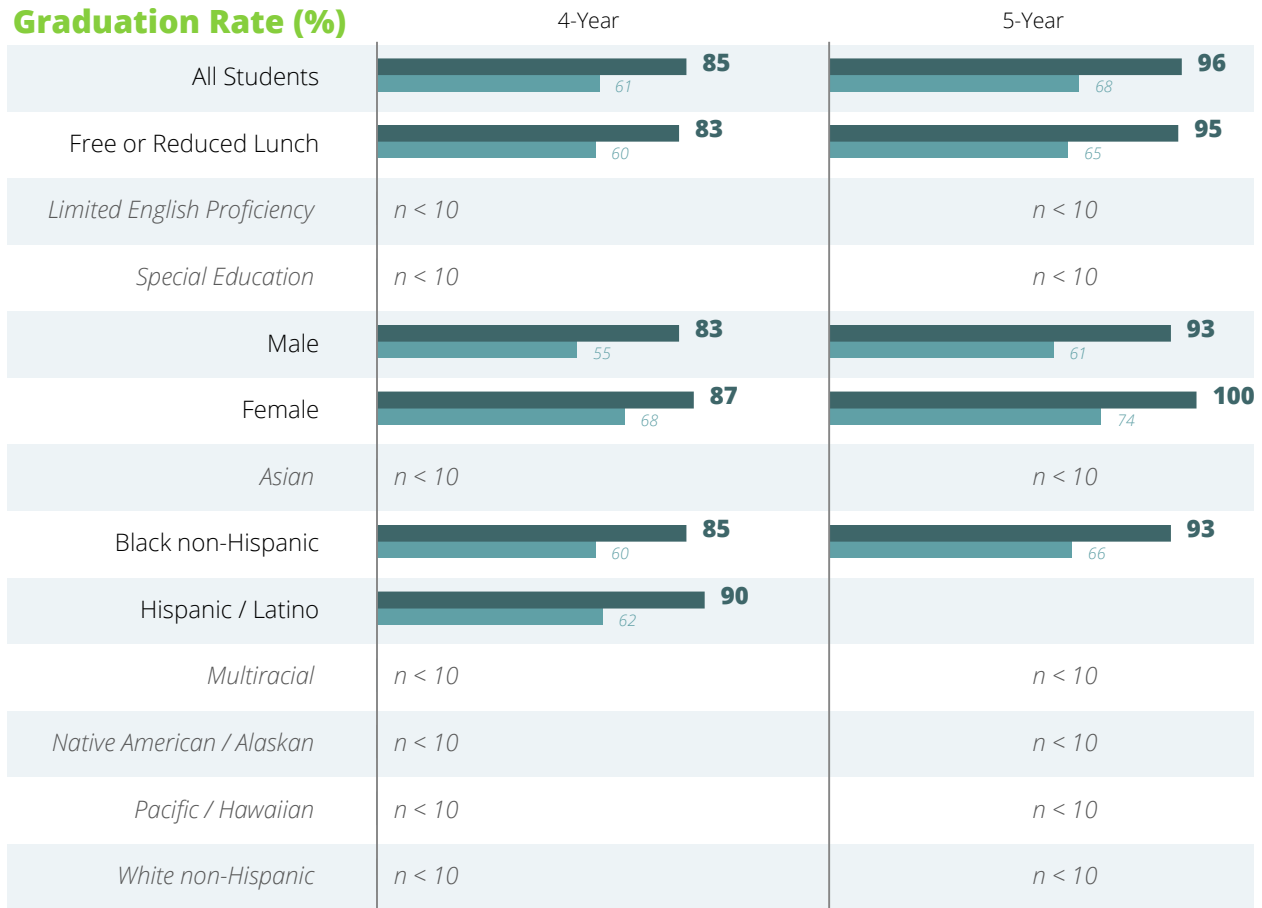 Graduation Rate (%) 4-Year 5-Year
All Students 85 61 96 68
Free or Reduced Lunch 83 60 95 65
Limited English Proficiency n < 10 n < 10
Special Education n < 10 n < 10
Male 83 55 93 61
Female 87 68 100 74
Asian n < 10 n < 10
Black non-Hispanic 85 60 93 66
Hispanic / Latino 90 62
Multiracial n < 10 n < 10
Native American / Alaskan n < 10 n < 10
Pacific / Hawaiian n < 10 n < 10
White non-Hispanic n < 10 n < 10